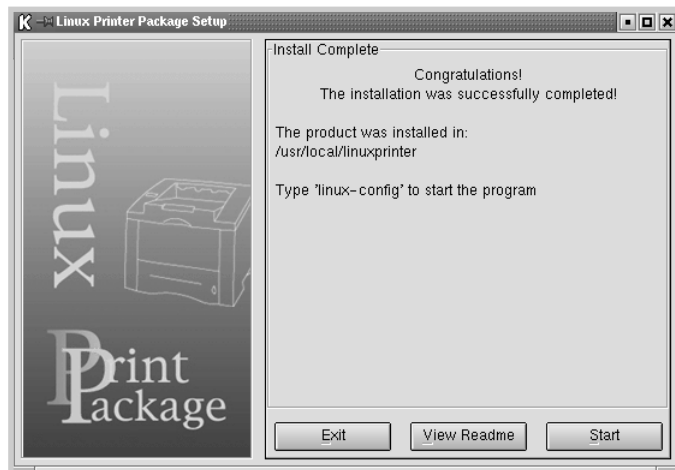 K Linux Printer Package Setup
Linux
Print
Package
Install Complete
Congratulations!
The installation was successfully completed!
The product was installed in:
/usr/local/linuxprinter
Type 'linux-config' to start the program
Exit
View Readme
Start